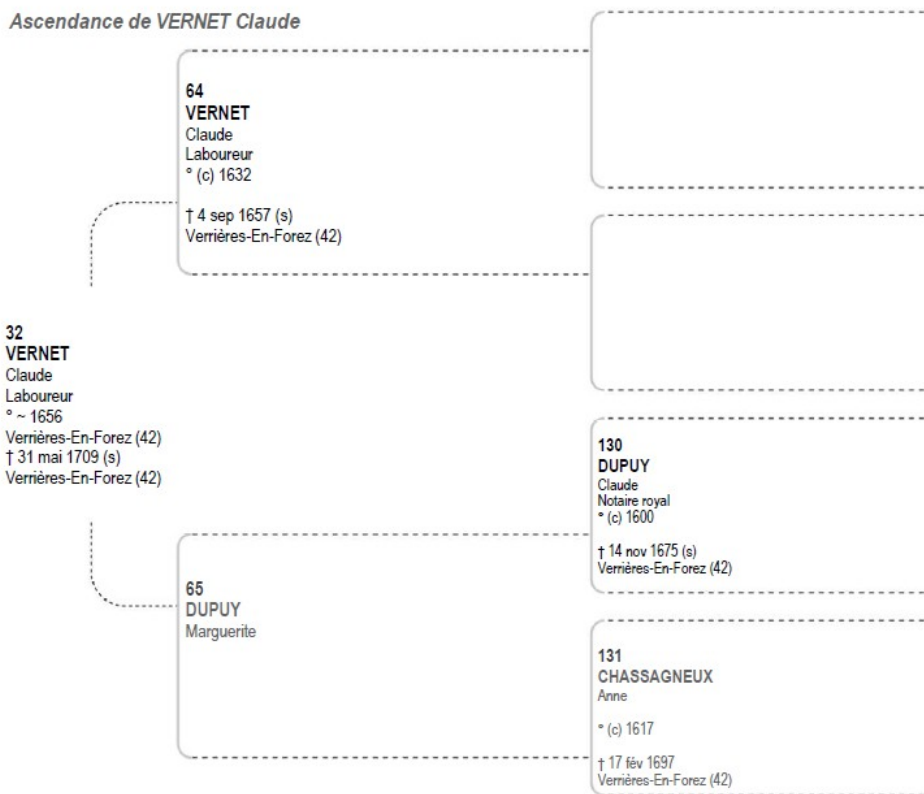 Ascendance de VERNET Claude
64
VERNET
Claude
Laboureur
° (c) 1632
† 4 sep 1657 (s)
Verrières-En-Forez (42)
32
VERNET
Claude
Laboureur
° ~ 1656
Verrières-En-Forez (42)
† 31 mai 1709 (s)
Verrières-En-Forez (42)
130
DUPUY
Claude
Notaire royal
° (c) 1600
† 14 nov 1675 (s)
Verrières-En-Forez (42)
65
DUPUY
Marguerite
131
CHASSAGNEUX
Anne
° (c) 1617
† 17 fév 1697
Verrières-En-Forez (42)